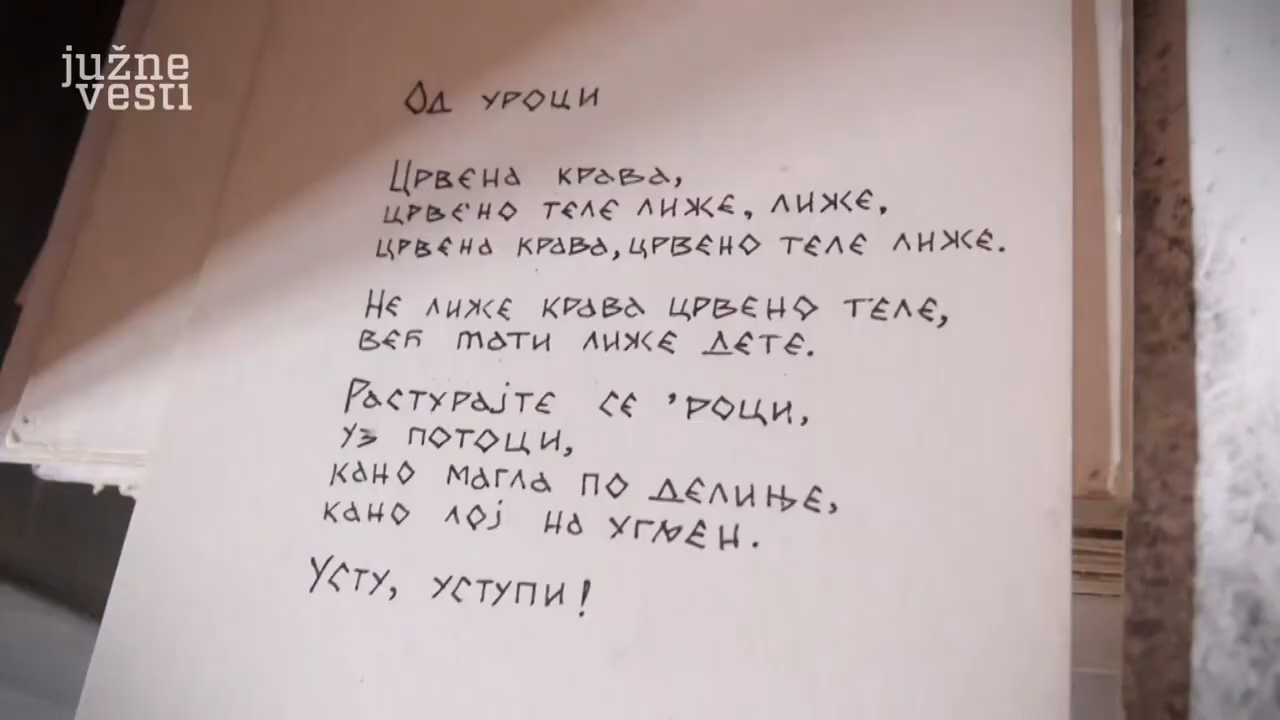 južne
vesti
Од уроци
Црвена крава,
црвено теле лиже, лиже,
црвена крава, црвено теле лиже.
Не лиже крава црвено теле,
већ мати лиже дете.
Растурајте се 'роци,
уз потоци,
кано магла по делиње,
кано лој на угљен.
Усту, уступи!